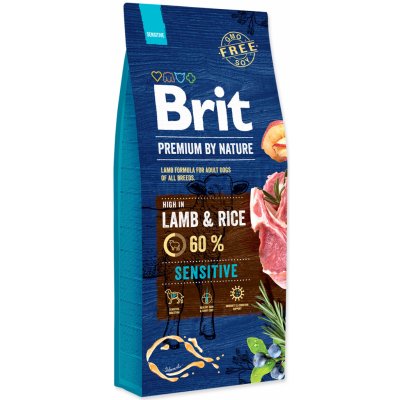 SENSITIVE
GMO
FREE
SOY
Brit
PREMIUM BY NATURE
LAMB FORMULA FOR ADULT DOGS
OF ALL BREEDS.
HIGH IN
LAMB & RICE
60 %
SENSITIVE